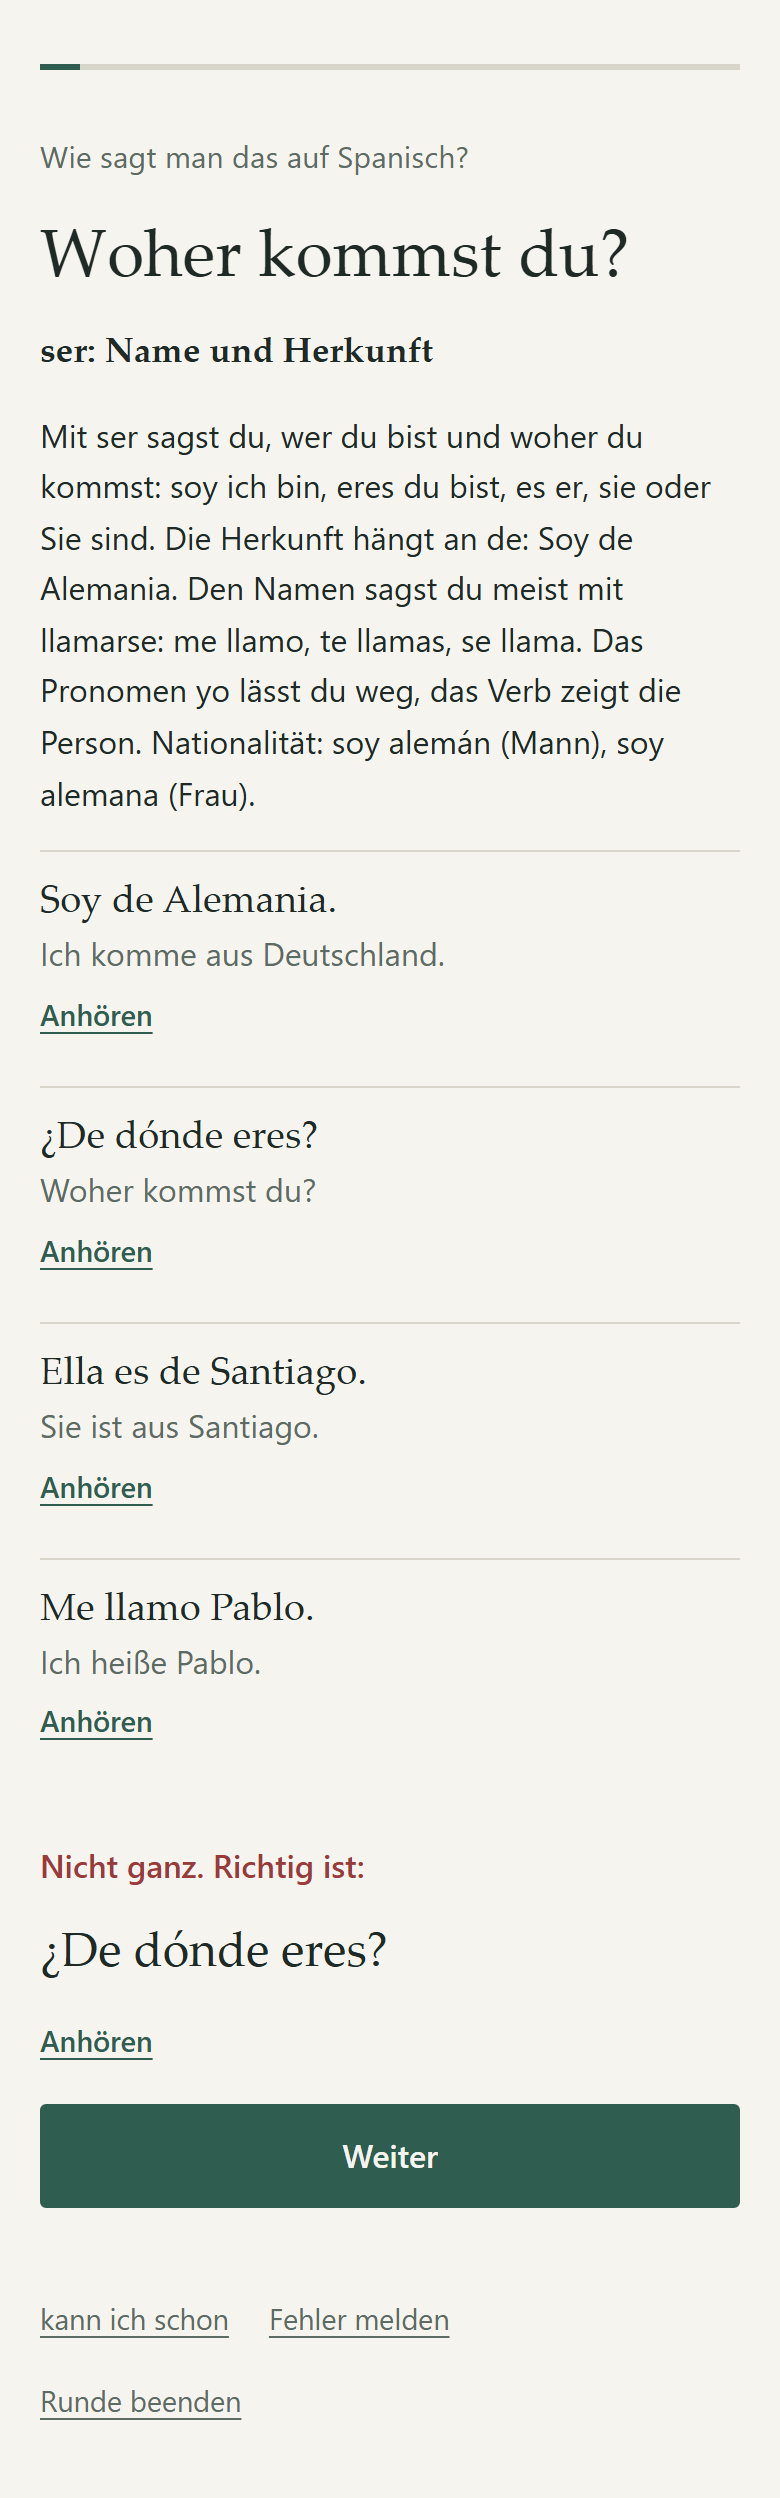 Wie sagt man das auf Spanisch?
Woher kommst du?
ser: Name und Herkunft
Mit ser sagst du, wer du bist und woher du
kommst: soy ich bin, eres du bist, es er, sie oder
Sie sind. Die Herkunft hängt an de: Soy de
Alemania. Den Namen sagst du meist mit
llamarse: me llamo, te llamas, se llama. Das
Pronomen yo lässt du weg, das Verb zeigt die
Person. Nationalität: soy alemán (Mann), soy
alemana (Frau).
Soy de Alemania.
Ich komme aus Deutschland.
Anhören
¿De dónde eres?
Woher kommst du?
Anhören
Ella es de Santiago.
Sie ist aus Santiago.
Anhören
Me llamo Pablo.
Ich heiße Pablo.
Anhören
Nicht ganz. Richtig ist:
¿De dónde eres?
Anhören
Weiter
kann ich schon Fehler melden
Runde beenden